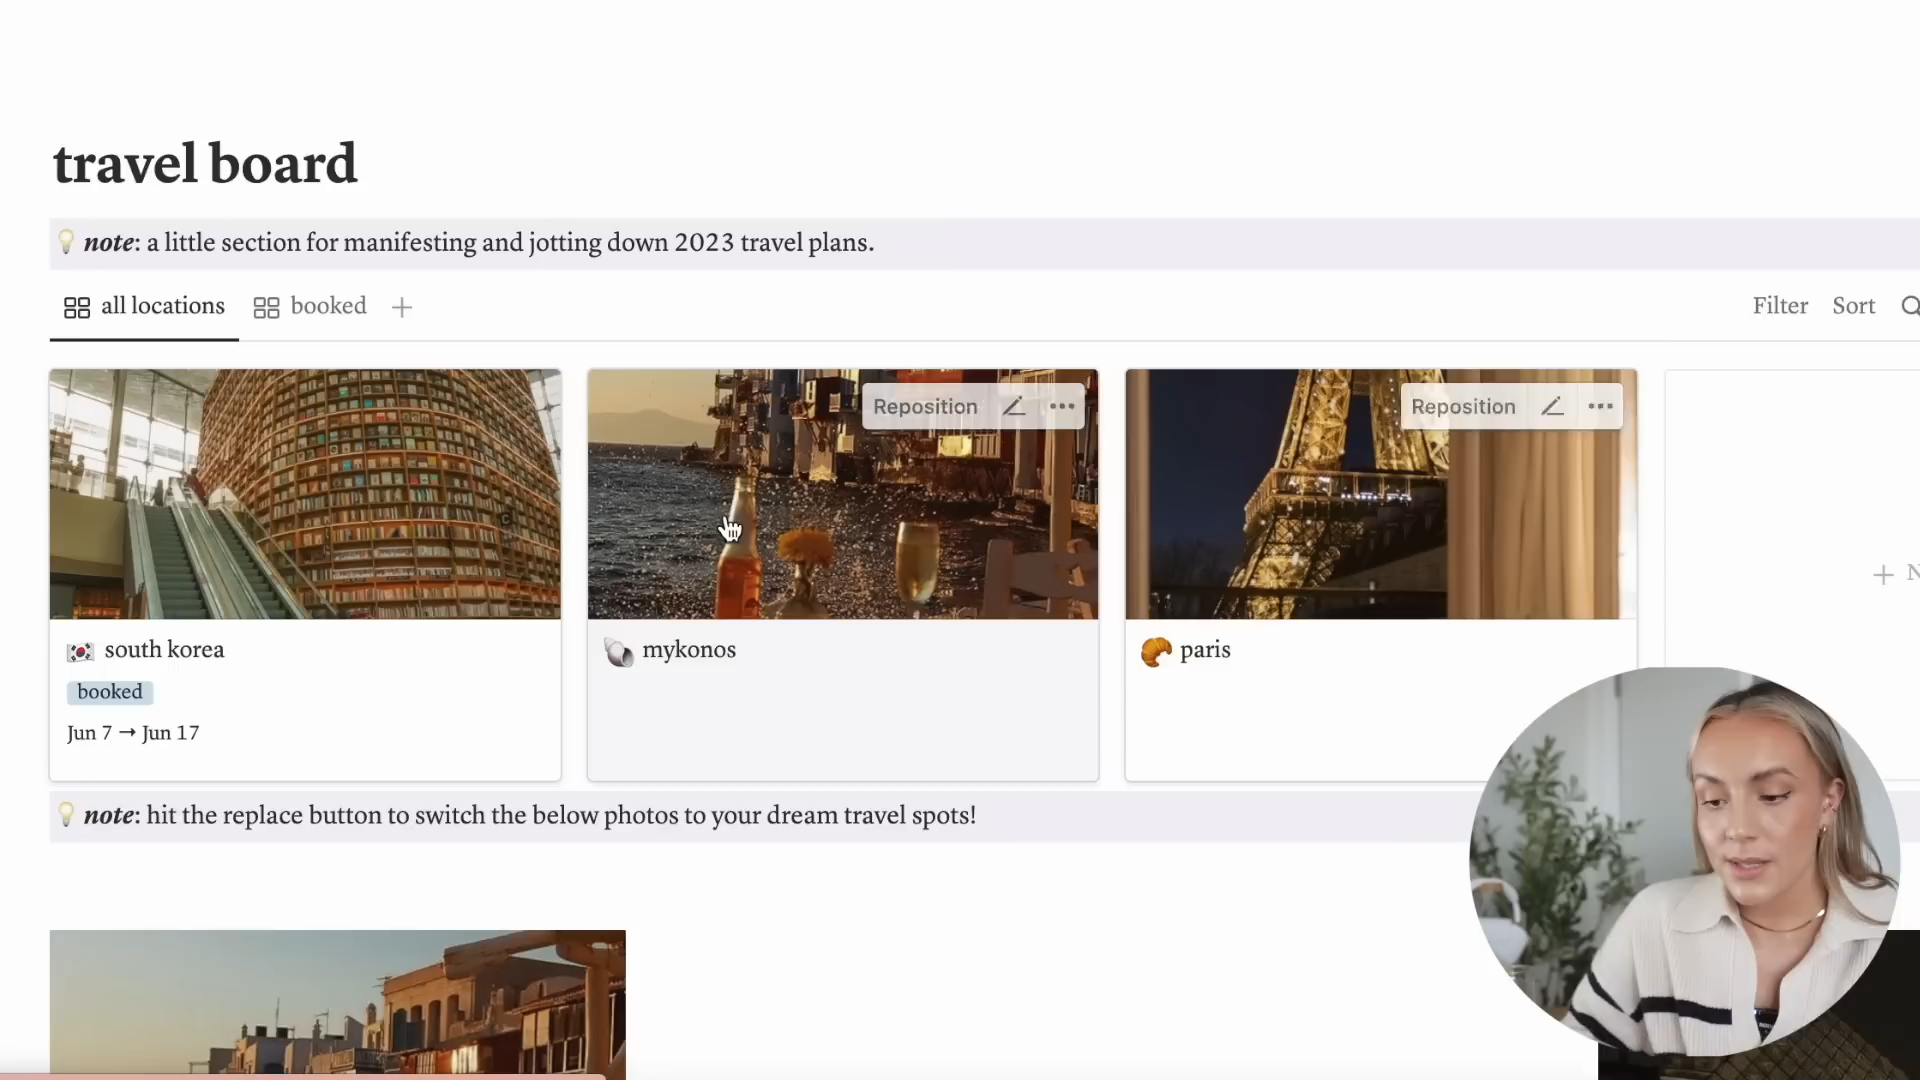 travel board
note: a little section for manifesting and jotting down 2023 travel plans.
all locations booked
Filter Sort
Reposition
Reposition
south korea
mykonos
paris
booked
Jun 7 → Jun 17
note: hit the replace button to switch the below photos to your dream travel spots!